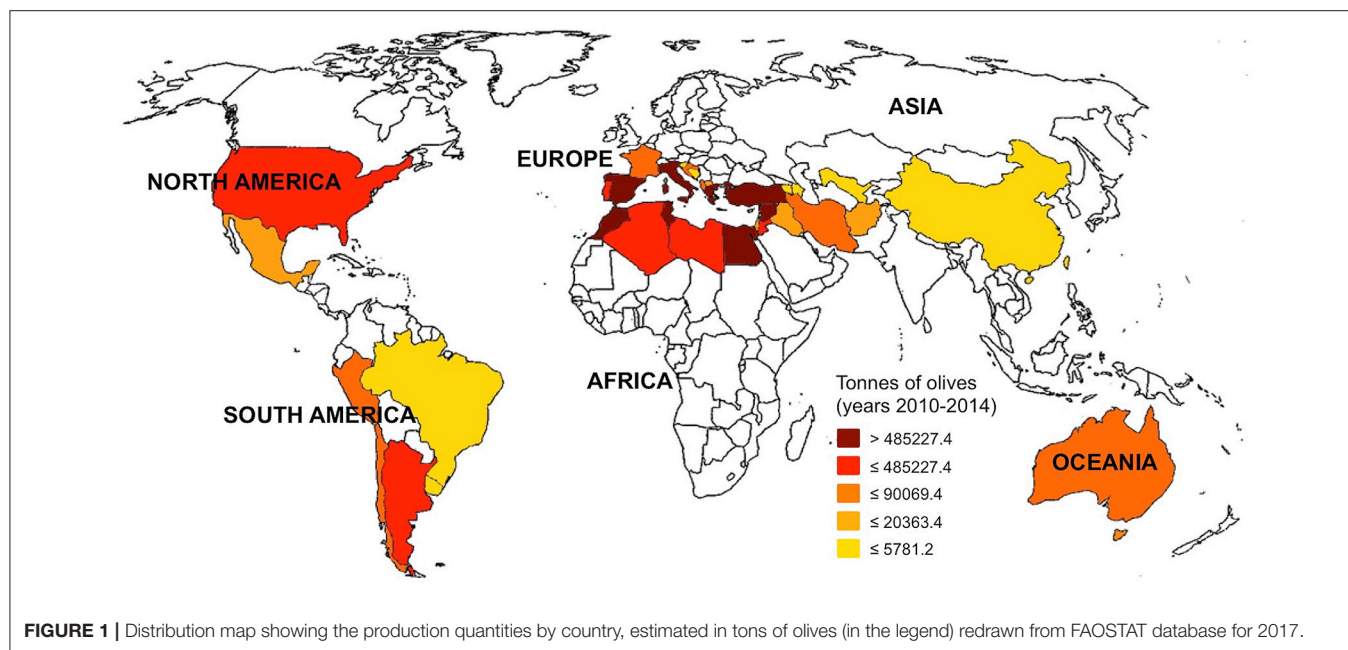 ASIA
EUROPE
NORTH AMERICA
AFRICA
SOUTH AMERICA
OCEANIA
Tonnes of olives
(years 2010-2014)
> 485227.4
≤ 485227.4
≤ 90069.4
≤ 20363.4
≤ 5781.2
FIGURE 1 | Distribution map showing the production quantities by country, estimated in tons of olives (in the legend) redrawn from FAOSTAT database for 2017.